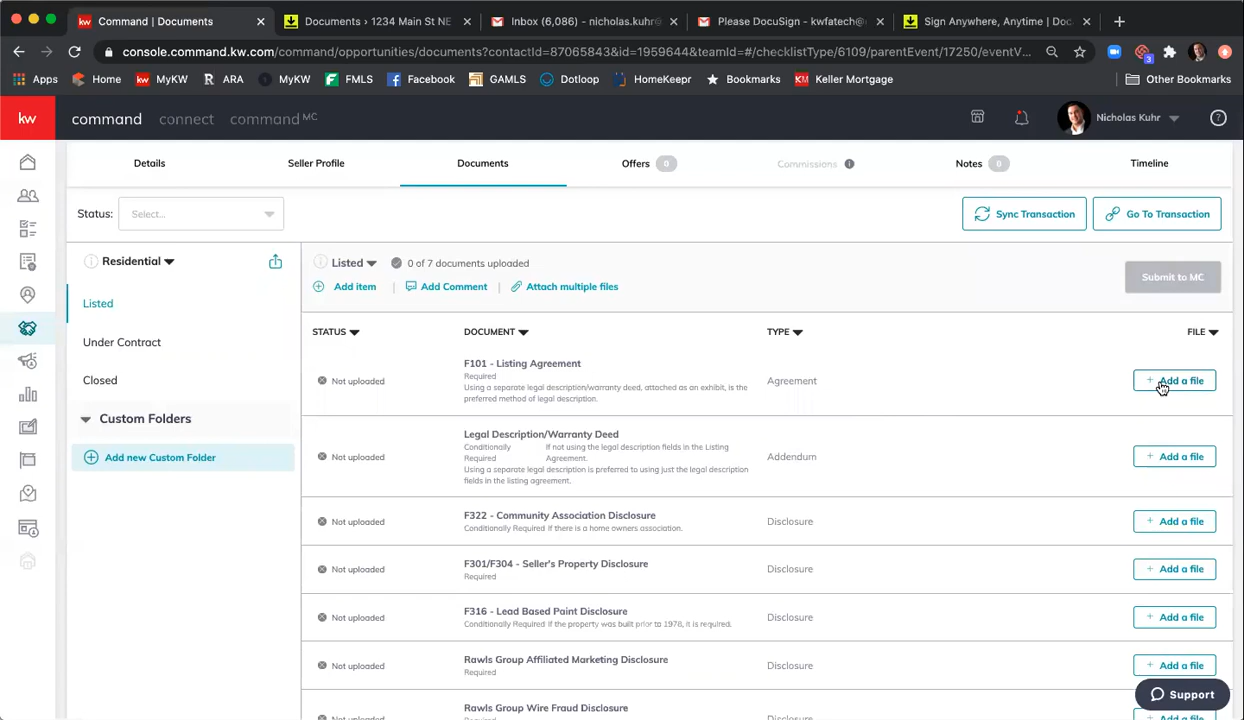 Command | Documents
Documents › 1234 Main St NE
Inbox (6,086) - nicholas.kuhr@
Please DocuSign - kwfatech@
Sign Anywhere, Anytime | Doc
console.command.kw.com/command/opportunities/documents?contactId=87065843&id=1959644&teamId=#/checklistType/6109/parentEvent/17250/eventV...
3
Apps
kw Home
MyKW
R ARA
MyKW
F FMLS
f Facebook
GAMLS
Dotloop
HomeKeepr
Bookmarks
KM Keller Mortgage
Other Bookmarks
kw
command
connect
command MC
Nicholas Kuhr
?
Details
Seller Profile
Documents
Offers 0
Commissions i
Notes 0
Timeline
Status:
Select...
Sync Transaction
Go To Transaction
Residential
Listed
Under Contract
Closed
Custom Folders
Add new Custom Folder
Listed
0 of 7 documents uploaded
Add item | Add Comment | Attach multiple files
Submit to MC
STATUS
DOCUMENT
TYPE
FILE
Not uploaded
F101 - Listing Agreement
Required
Using a separate legal description/warranty deed, attached as an exhibit, is the
preferred method of legal description.
Agreement
+ Add a file
Not uploaded
Legal Description/Warranty Deed
Conditionally If not using the legal description fields in the Listing
Required Agreement.
Using a separate legal description is preferred to using just the legal description
fields in the listing agreement.
Addendum
+ Add a file
Not uploaded
F322 - Community Association Disclosure
Conditionally Required If there is a home owners association.
Disclosure
+ Add a file
Not uploaded
F301/F304 - Seller's Property Disclosure
Required
Disclosure
+ Add a file
Not uploaded
F316 - Lead Based Paint Disclosure
Conditionally Required If the property was built prior to 1978, it is required.
Disclosure
+ Add a file
Not uploaded
Rawls Group Affiliated Marketing Disclosure
Required
Disclosure
+ Add a file
Not uploaded
Rawls Group Wire Fraud Disclosure
Disclosure
Support